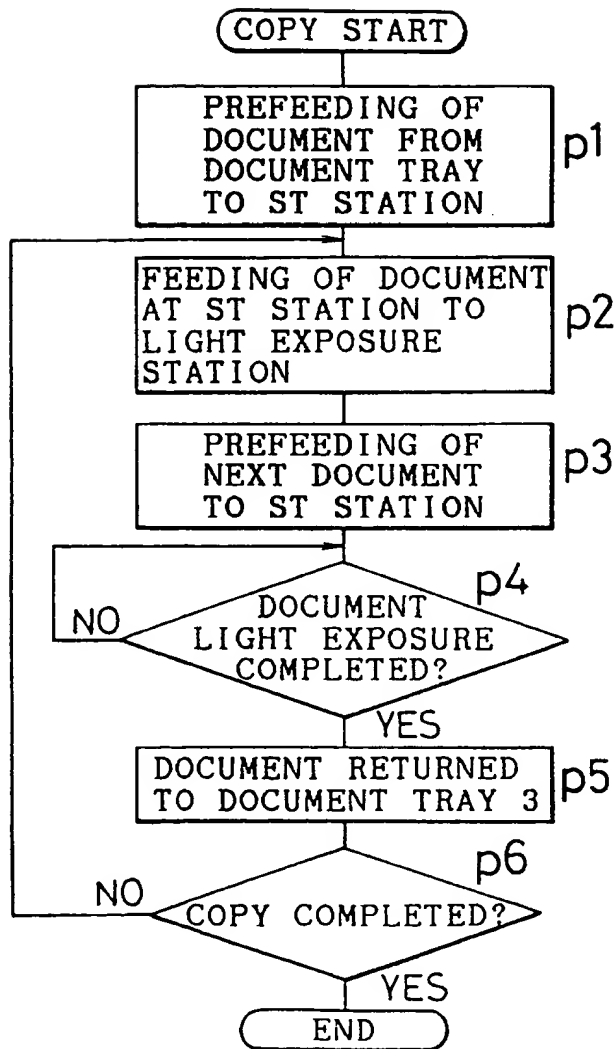 COPY START
PREFEEDING OF
DOCUMENT FROM
DOCUMENT TRAY
TO ST STATION
p1
FEEDING OF DOCUMENT
AT ST STATION TO
LIGHT EXPOSURE
STATION
p2
PREFEEDING OF
NEXT DOCUMENT
TO ST STATION
p3
p4
DOCUMENT
LIGHT EXPOSURE
COMPLETED?
NO
YES
DOCUMENT RETURNED
TO DOCUMENT TRAY 3
p5
p6
COPY COMPLETED?
NO
YES
END